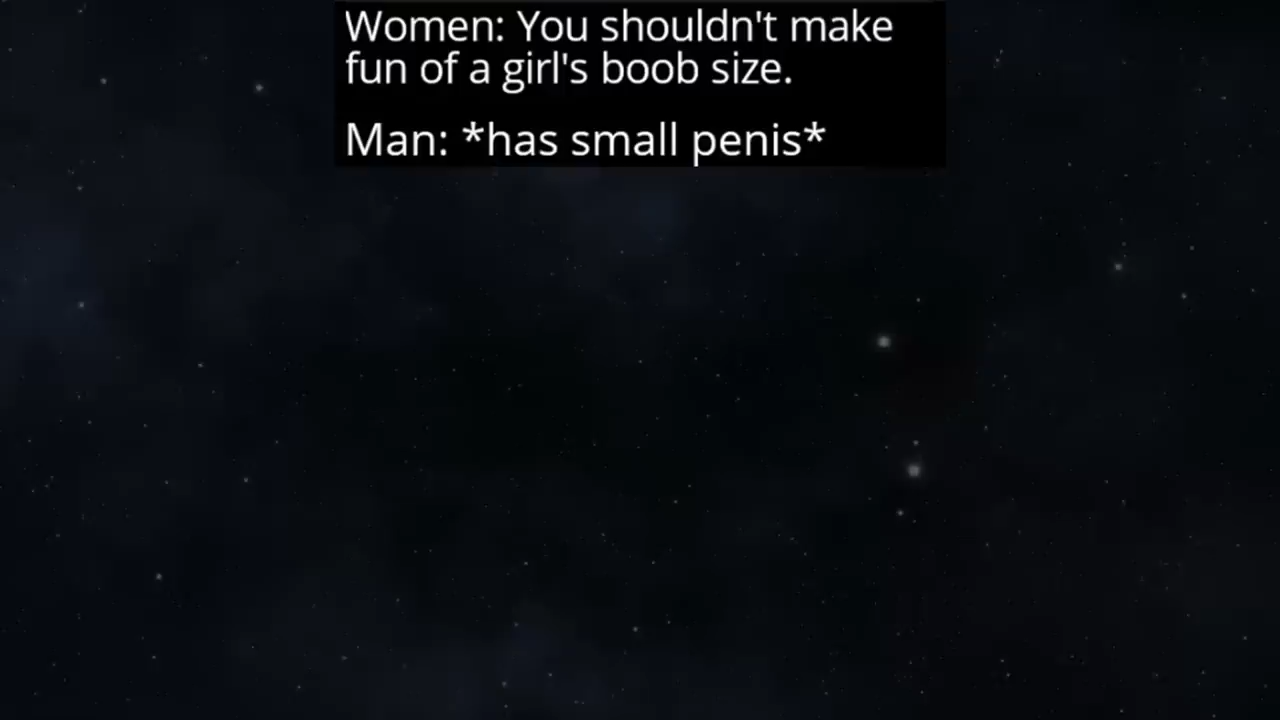 Women: You shouldn't make
fun of a girl's boob size.
Man: *has small penis*